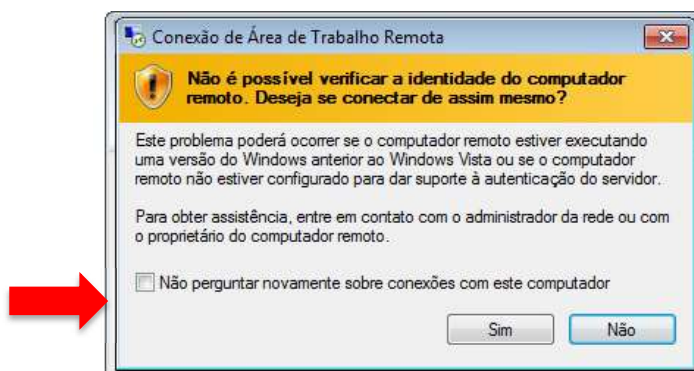 Conexão de Área de Trabalho Remota
Não é possível verificar a identidade do computador
remoto. Deseja se conectar de assim mesmo?
Este problema poderá ocorrer se o computador remoto estiver executando
uma versão do Windows anterior ao Windows Vista ou se o computador
remoto não estiver configurado para dar suporte à autenticação do servidor.
Para obter assistência, entre em contato com o administrador da rede ou com
o proprietário do computador remoto.
Não perguntar novamente sobre conexões com este computador
Sim Não